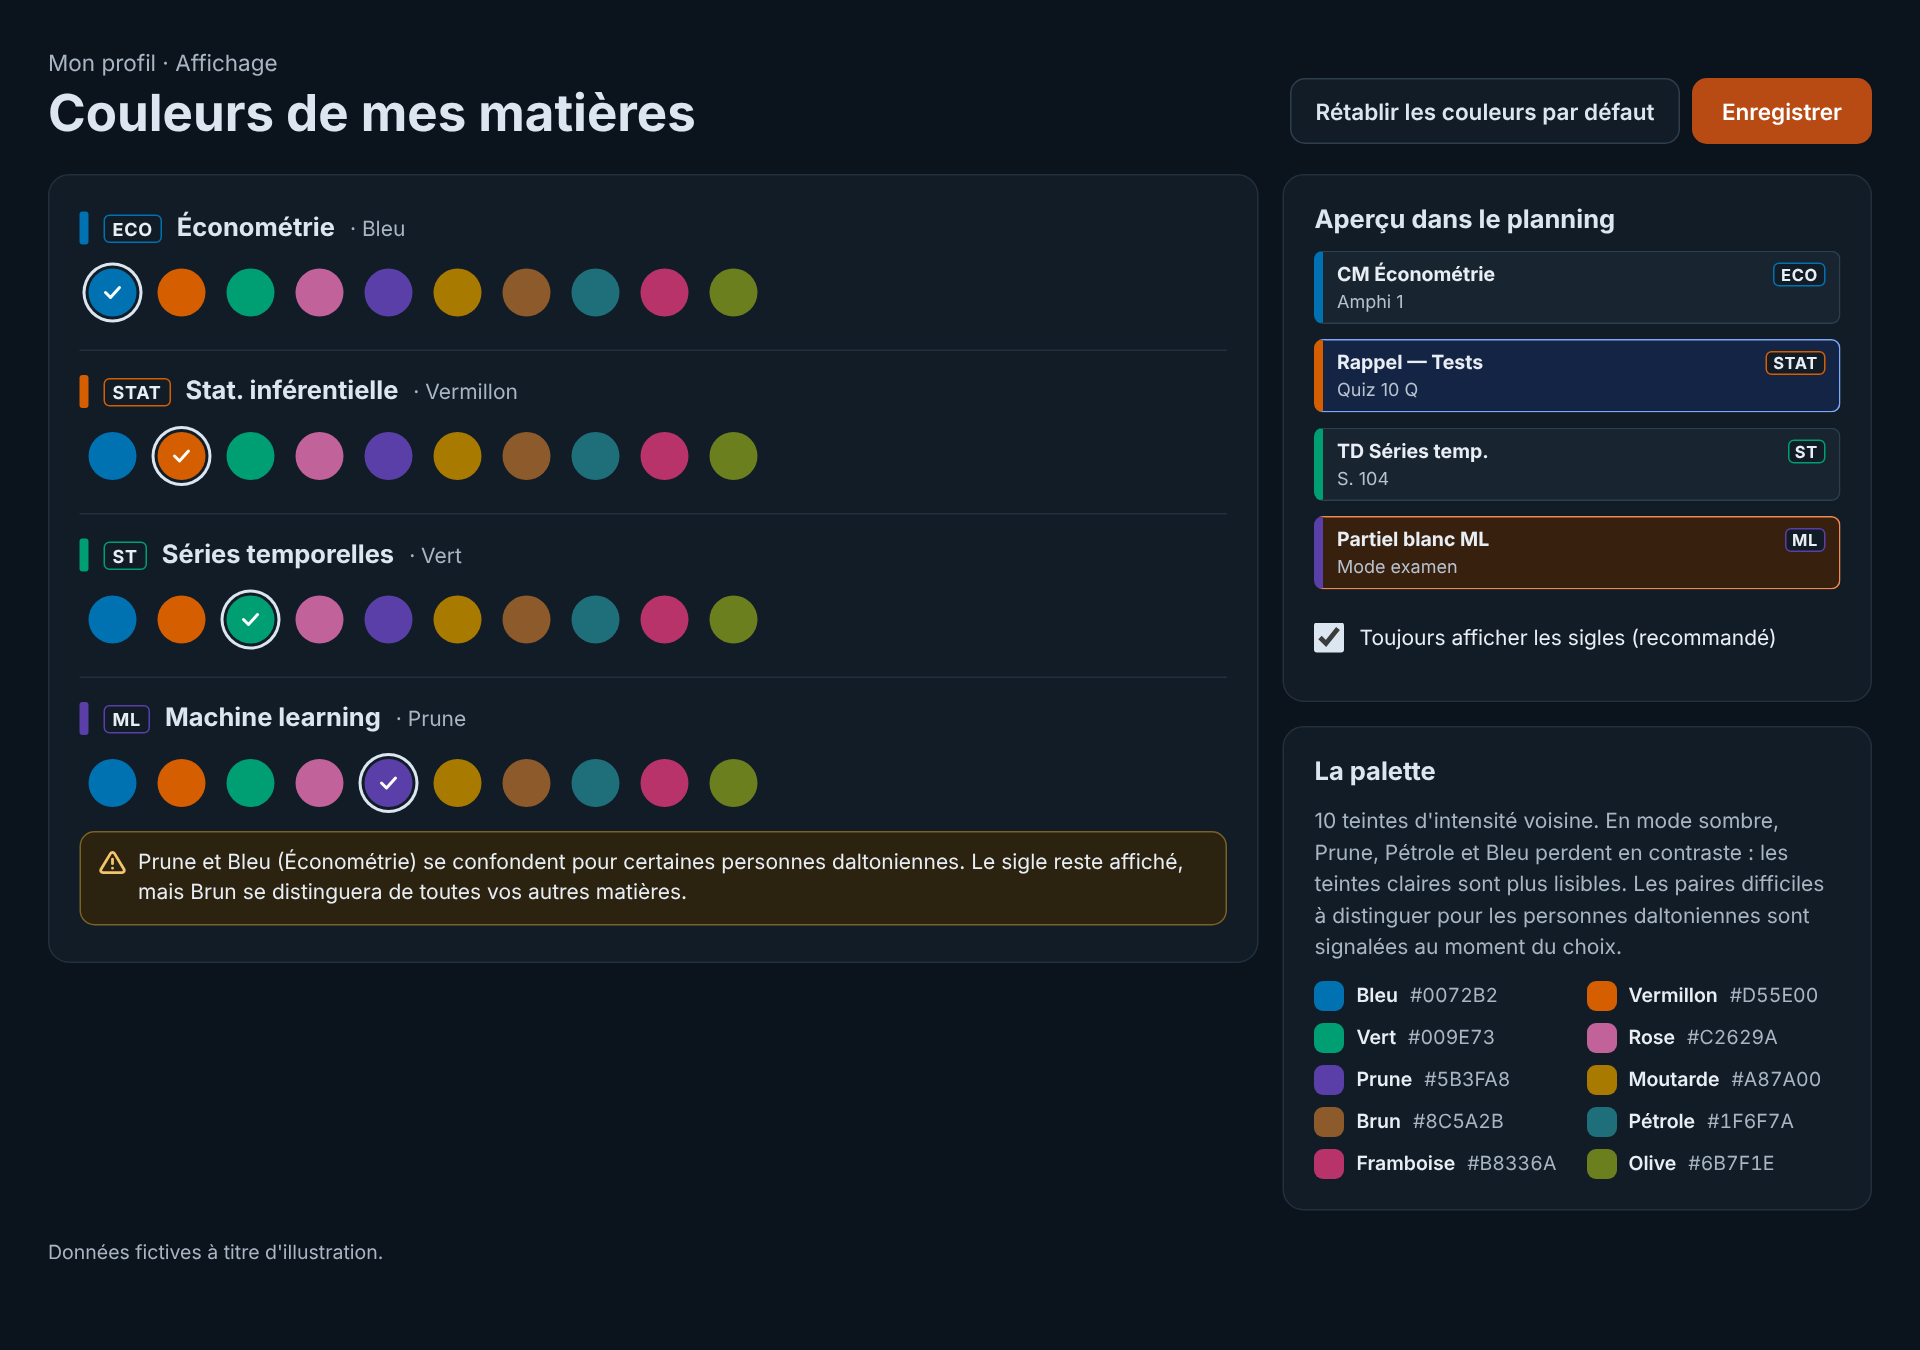 Mon profil · Affichage
Couleurs de mes matières
Rétablir les couleurs par défaut
Enregistrrer
ECO Économétrie · Bleu
STAT Stat. inférentielle · Vermillon
ST Séries temporelles · Vert
ML Machine learning · Prune
Prune et Bleu (Économétrie) se confondent pour certaines personnes daltoniennes. Le sigle reste affiché,
mais Brun se distinguera de toutes vos autres matières.
Aperçu dans le planning
CM Économétrie ECO
Amphi 1
Rappel — Tests STAT
Quiz 10 Q
TD Séries temp. ST
S. 104
Partiel blanc ML ML
Mode examen
Toujours afficher les sigles (recommandé)
La palette
10 teintes d'intensité voisine. En mode sombre,
Prune, Pétrole et Bleu perdent en contraste : les
teintes claires sont plus lisibles. Les paires difficiles
à distinguer pour les personnes daltoniennes sont
signalées au moment du choix.
Bleu #0072B2 Vermillon #D55E00
Vert #009E73 Rose #C2629A
Prune #5B3FA8 Moutarde #A87A00
Brun #8C5A2B Pétrole #1F6F7A
Framboise #B8336A Olive #6B7F1E
Données fictives à titre d'illustration.